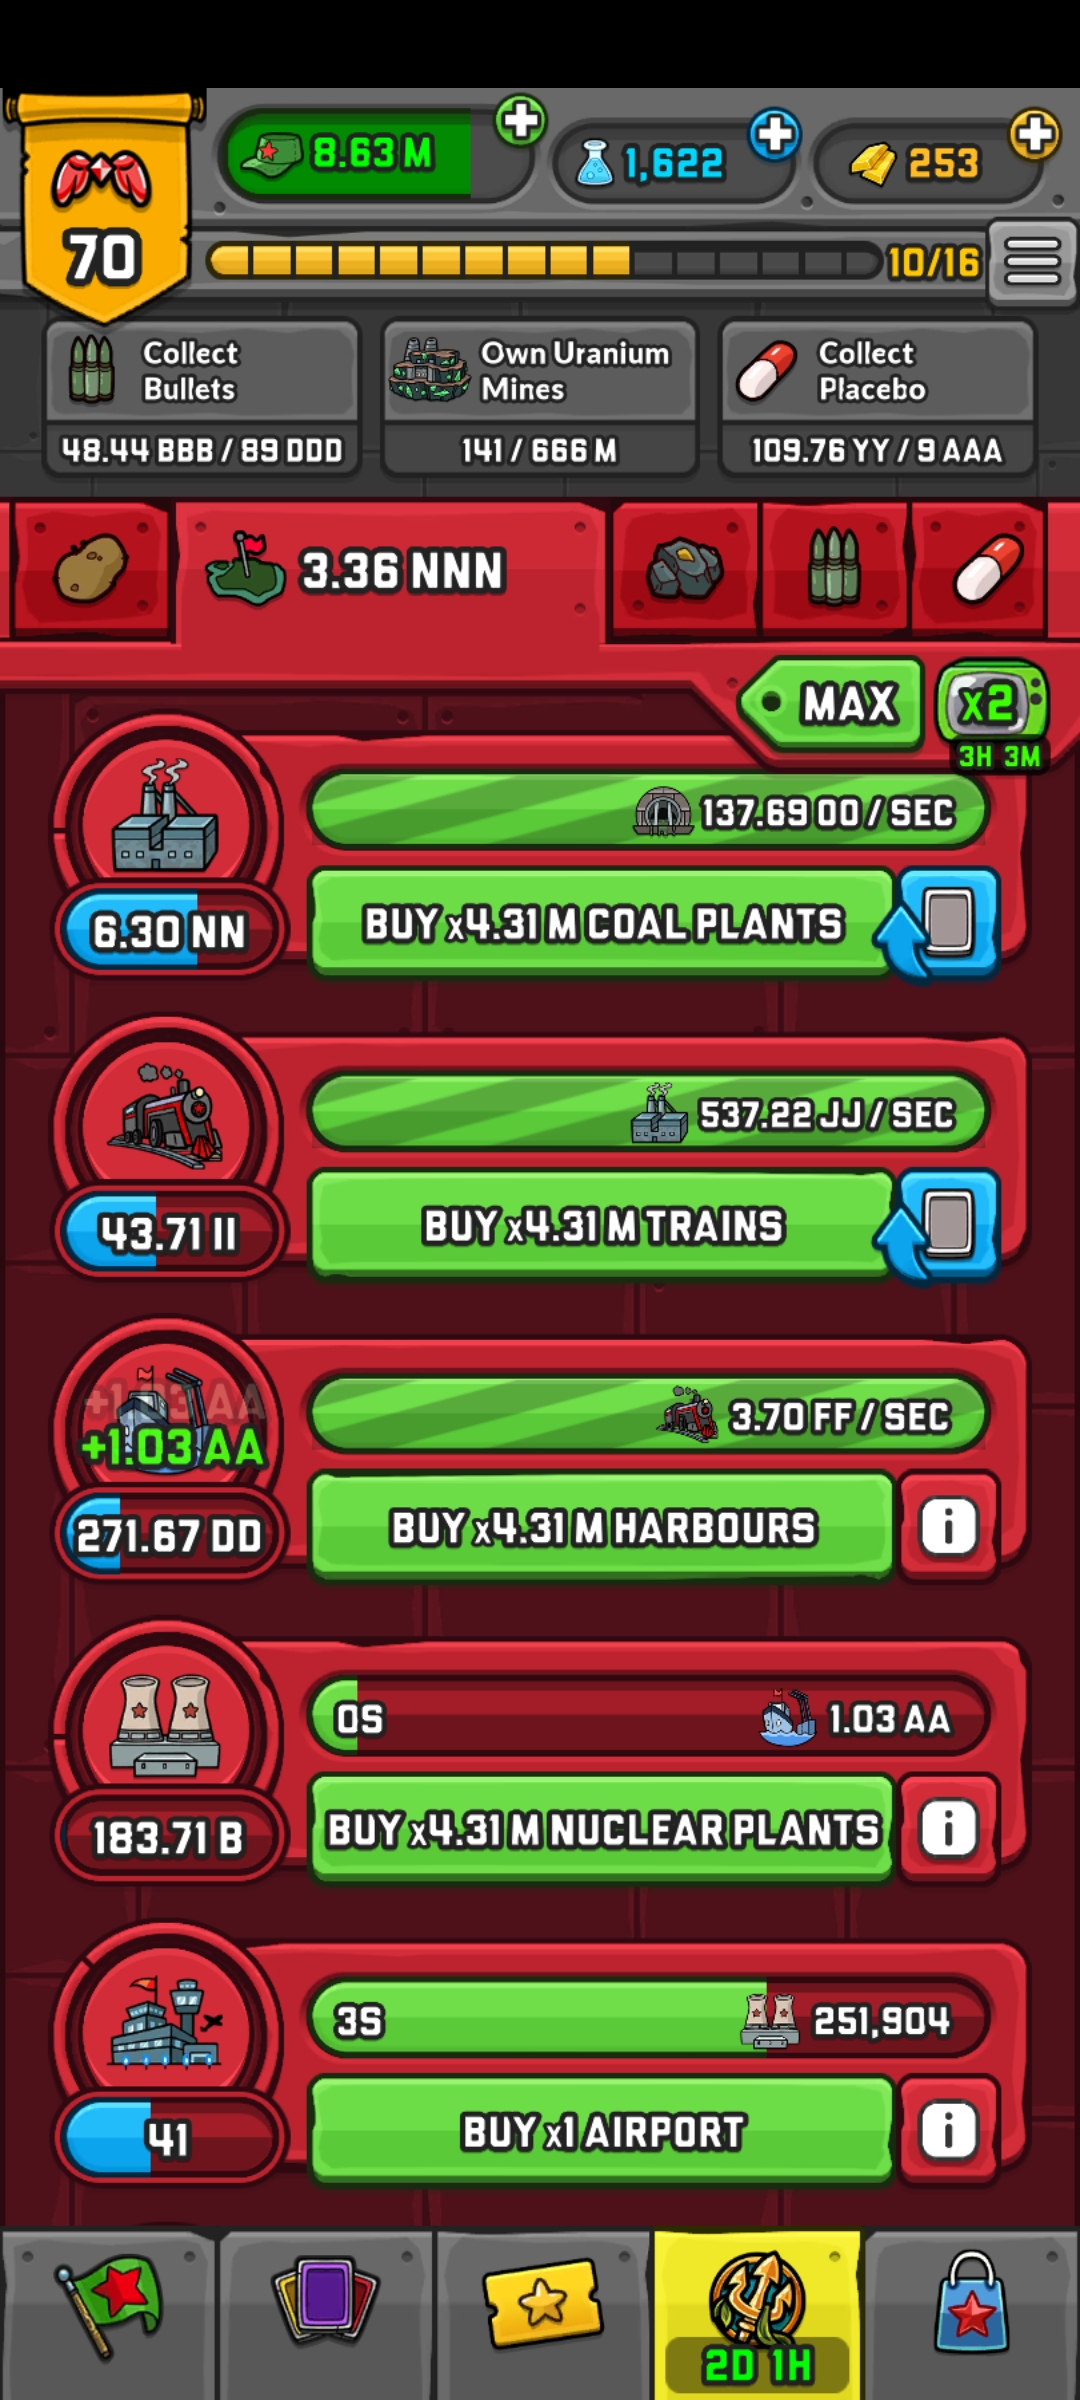 70
8.63 M
1,622
253
10/16
Collect
Bullets
48.44 BBB / 89 DDD
Own Uranium
Mines
141 / 666 M
Collect
Placebo
109.76 YY / 9 AAA
3.36 NNN
MAX
x2
3H 3M
137.69 OO / SEC
6.30 NN
BUY x4.31 M COAL PLANTS
537.22 JJ / SEC
43.71 II
BUY x4.31 M TRAINS
+1.03 AA
+1.03 AA
3.70 FF / SEC
271.67 DD
BUY x4.31 M HARBOURS
i
0S
1.03 AA
183.71 B
BUY x4.31 M NUCLEAR PLANTS
i
3S
251,904
41
BUY x1 AIRPORT
i
2D 1H